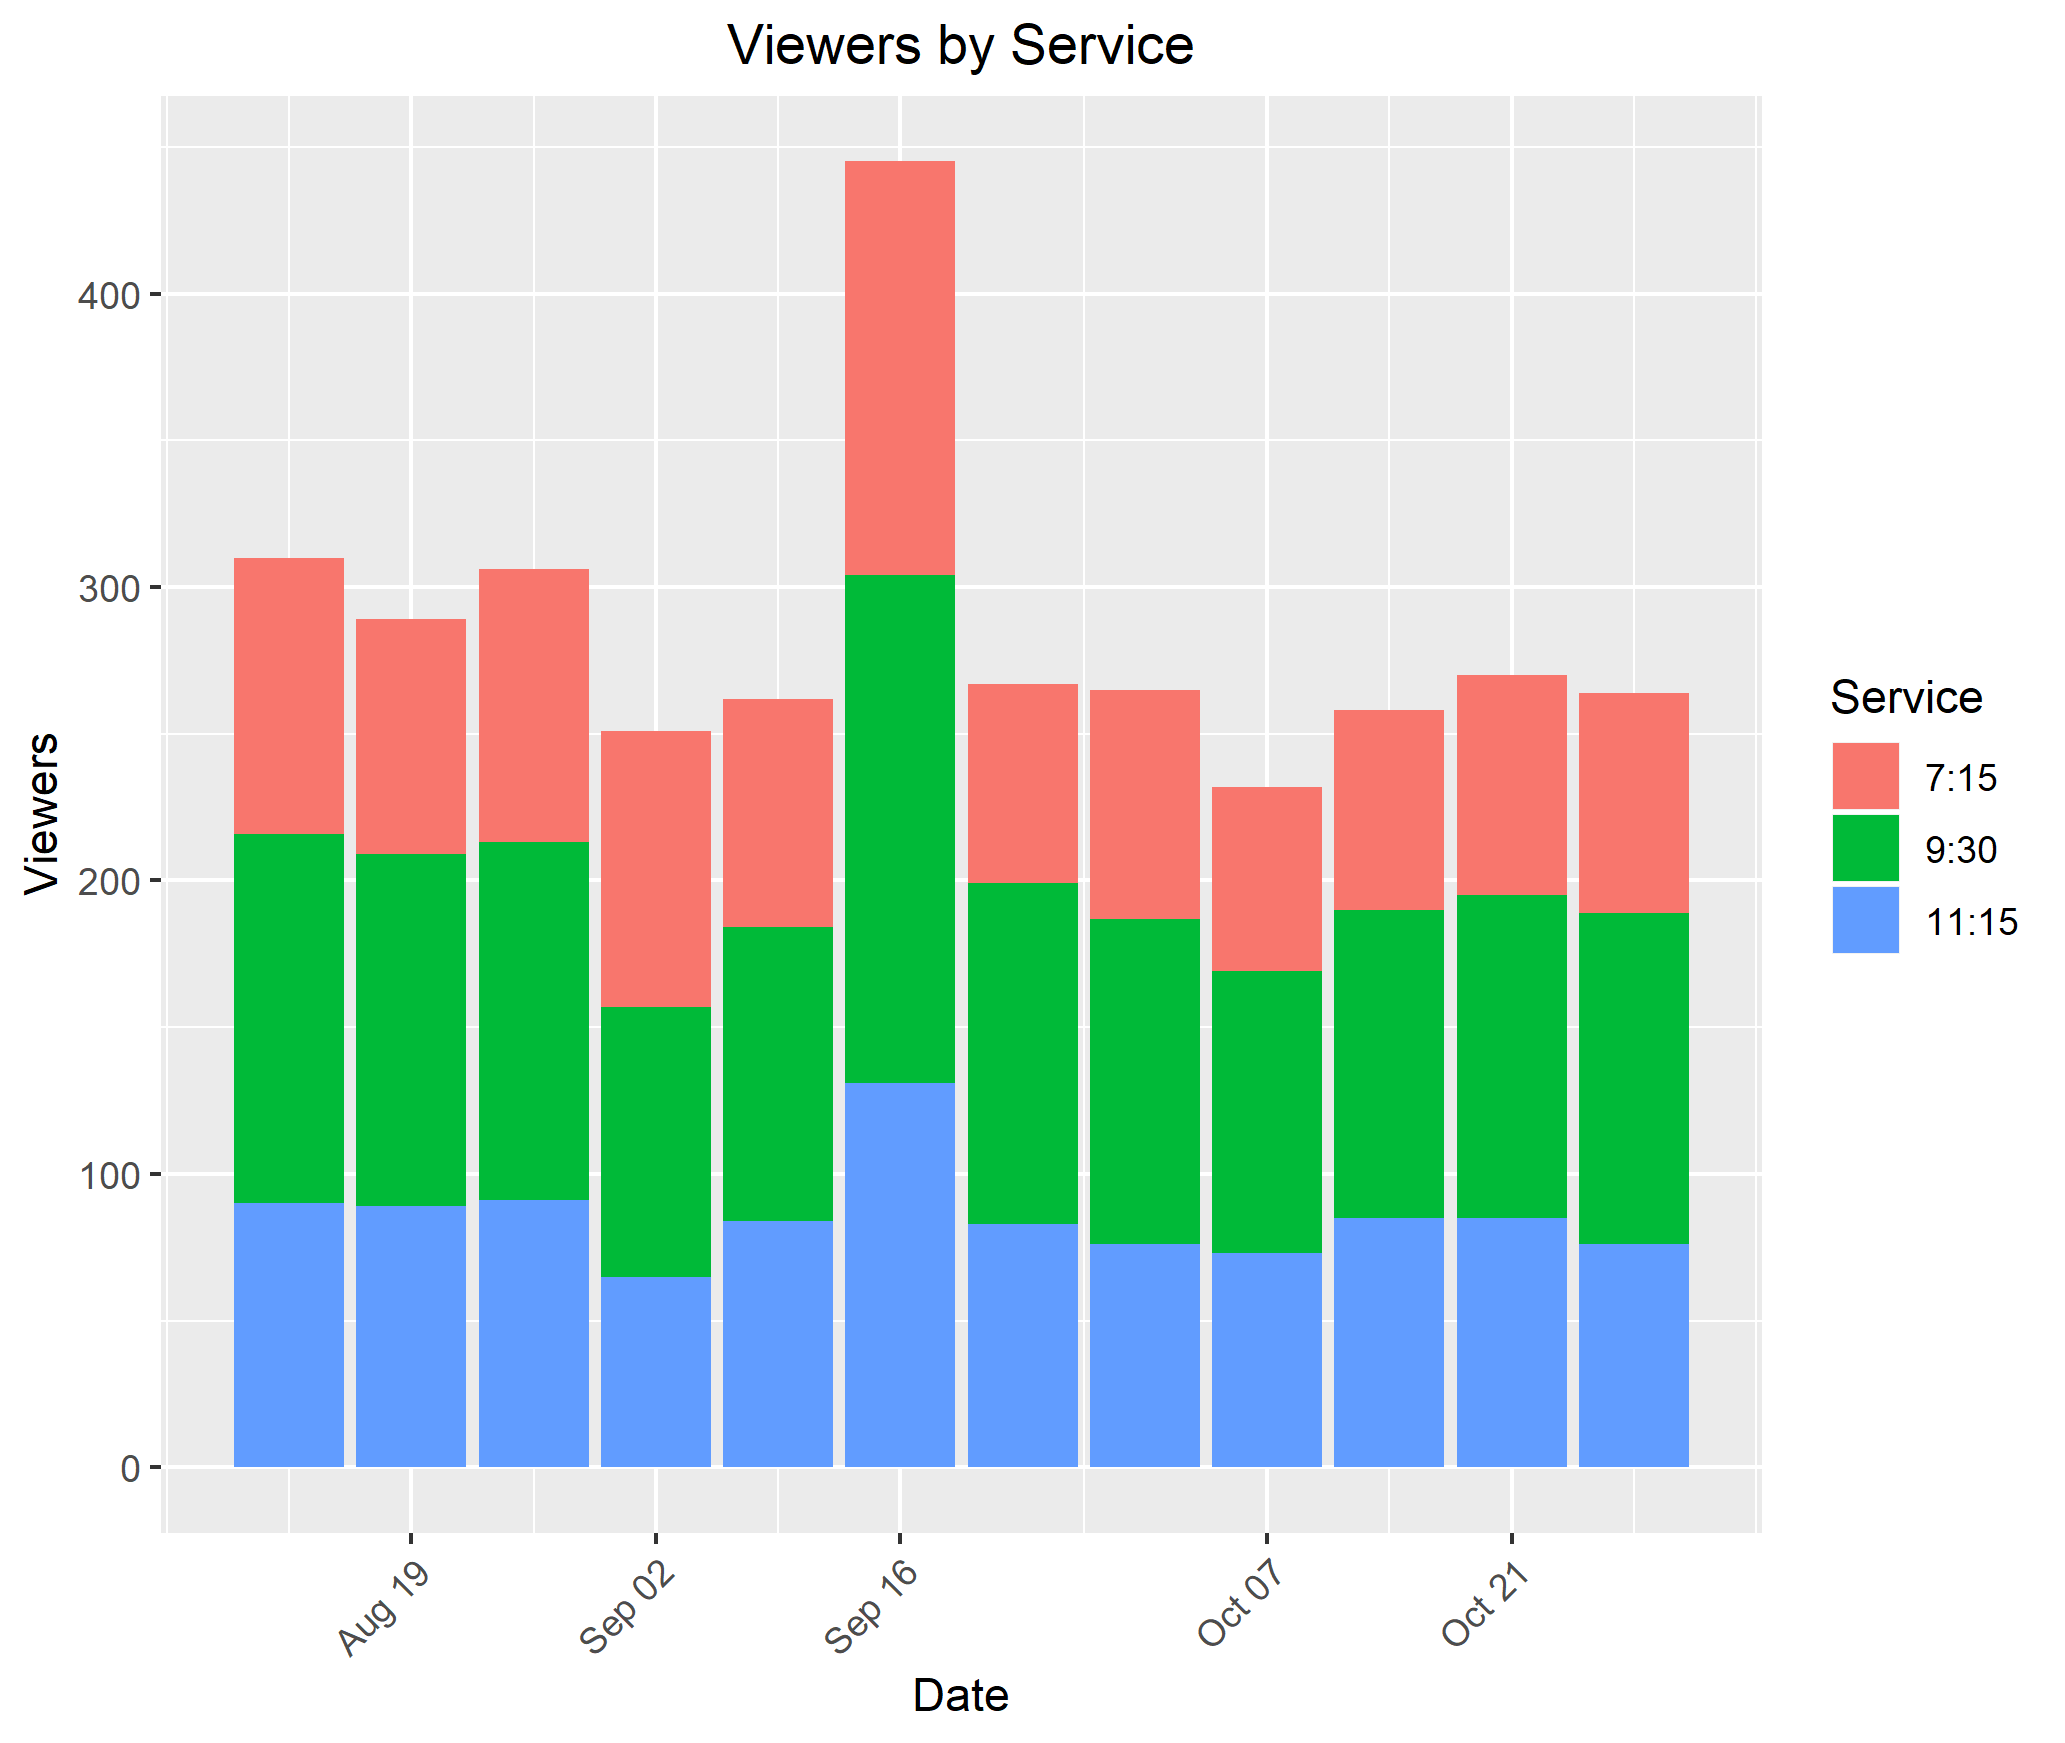 Viewers by Service
Viewers
400
300
200
100
0
Aug 19
Sep 02
Sep 16
Oct 07
Oct 21
Date
Service
7:15
9:30
11:15